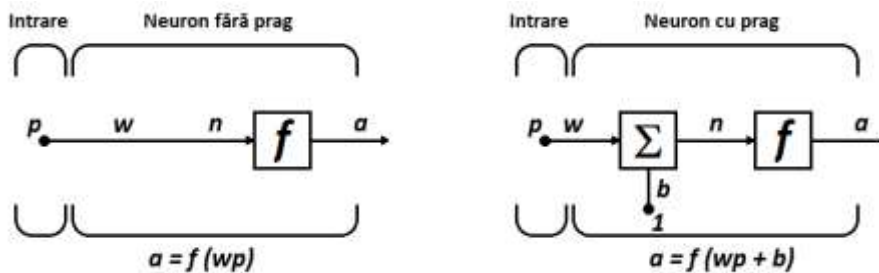 Intrare Neuron fără prag
p w n f a
a = f (wp)
Intrare Neuron cu prag
p w Σ n f a
b
1
a = f (wp + b)